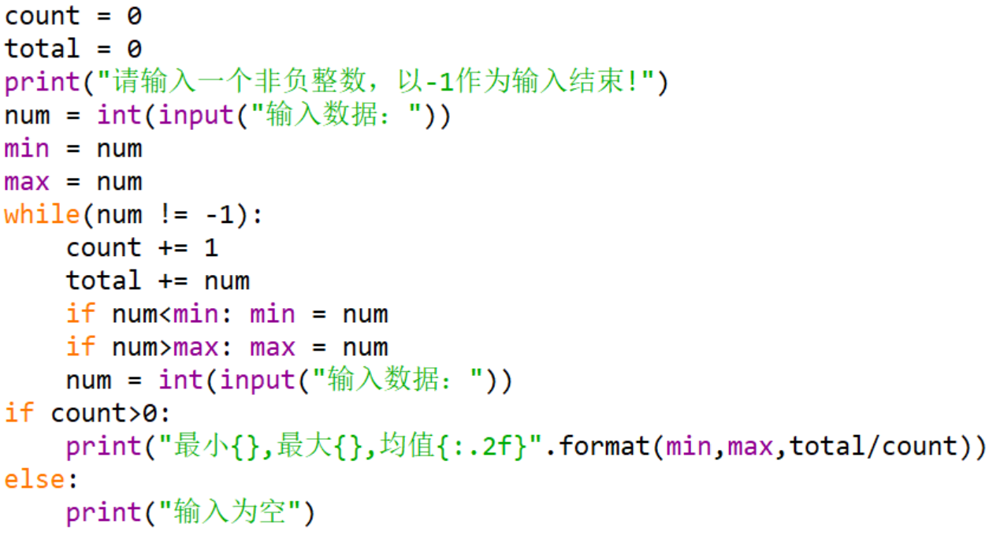 count = 0
total = 0
print("请输入一个非负整数，以-1作为输入结束!")
num = int(input("输入数据："))
min = num
max = num
while(num != -1):
    count += 1
    total += num
    if num<min: min = num
    if num>max: max = num
    num = int(input("输入数据："))
if count>0:
    print("最小{},最大{},均值{:.2f}".format(min,max,total/count))
else:
    print("输入为空")